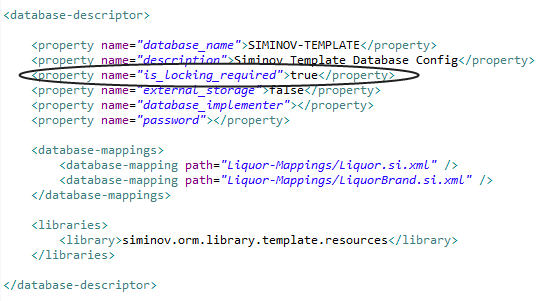 <database-descriptor>
<property name="database_name">SIMINOV-TEMPLATE</property>
<property name="description">Siminov Template Database Config</property>
<property name="is_locking_required">true</property>
<property name="external_storage">false</property>
<property name="database_implementer"></property>
<property name="password"></property>
<database-mappings>
<database-mapping path="Liquor-Mappings/Liquor.si.xml" />
<database-mapping path="Liquor-Mappings/LiquorBrand.si.xml" />
</database-mappings>
<libraries>
<library>siminov.orm.library.template.resources</library>
</libraries>
</database-descriptor>